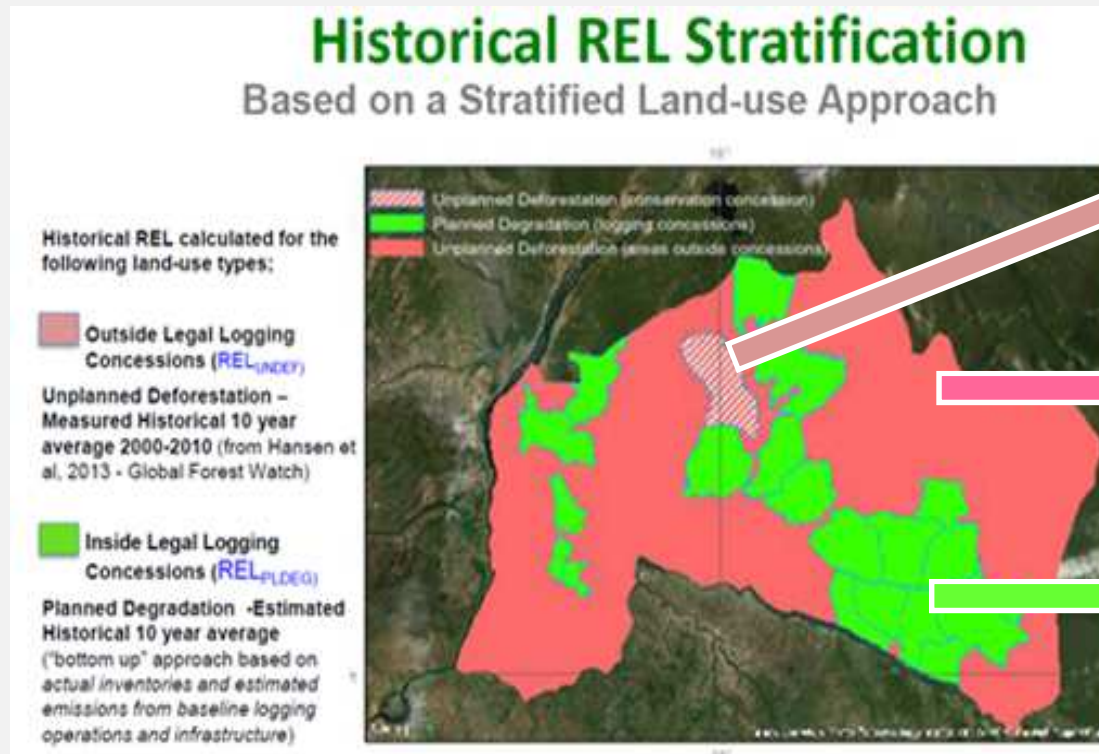 Historical REL Stratification
Based on a Stratified Land-use Approach
Unplanned Deforestation (conservation concession)
Planned Degradation (logging concessions)
Unplanned Deforestation (areas outside concessions)
Historical REL calculated for the
following land-use types:
Outside Legal Logging
Concessions (REL UNDEF)
Unplanned Deforestation –
Measured Historical 10 year
average 2000-2010 (from Hansen et
al, 2013 - Global Forest Watch)
Inside Legal Logging
Concessions (REL PLDEG)
Planned Degradation -Estimated
Historical 10 year average
("bottom up" approach based on
actual inventories and estimated
emissions from baseline logging
operations and infrastructure)